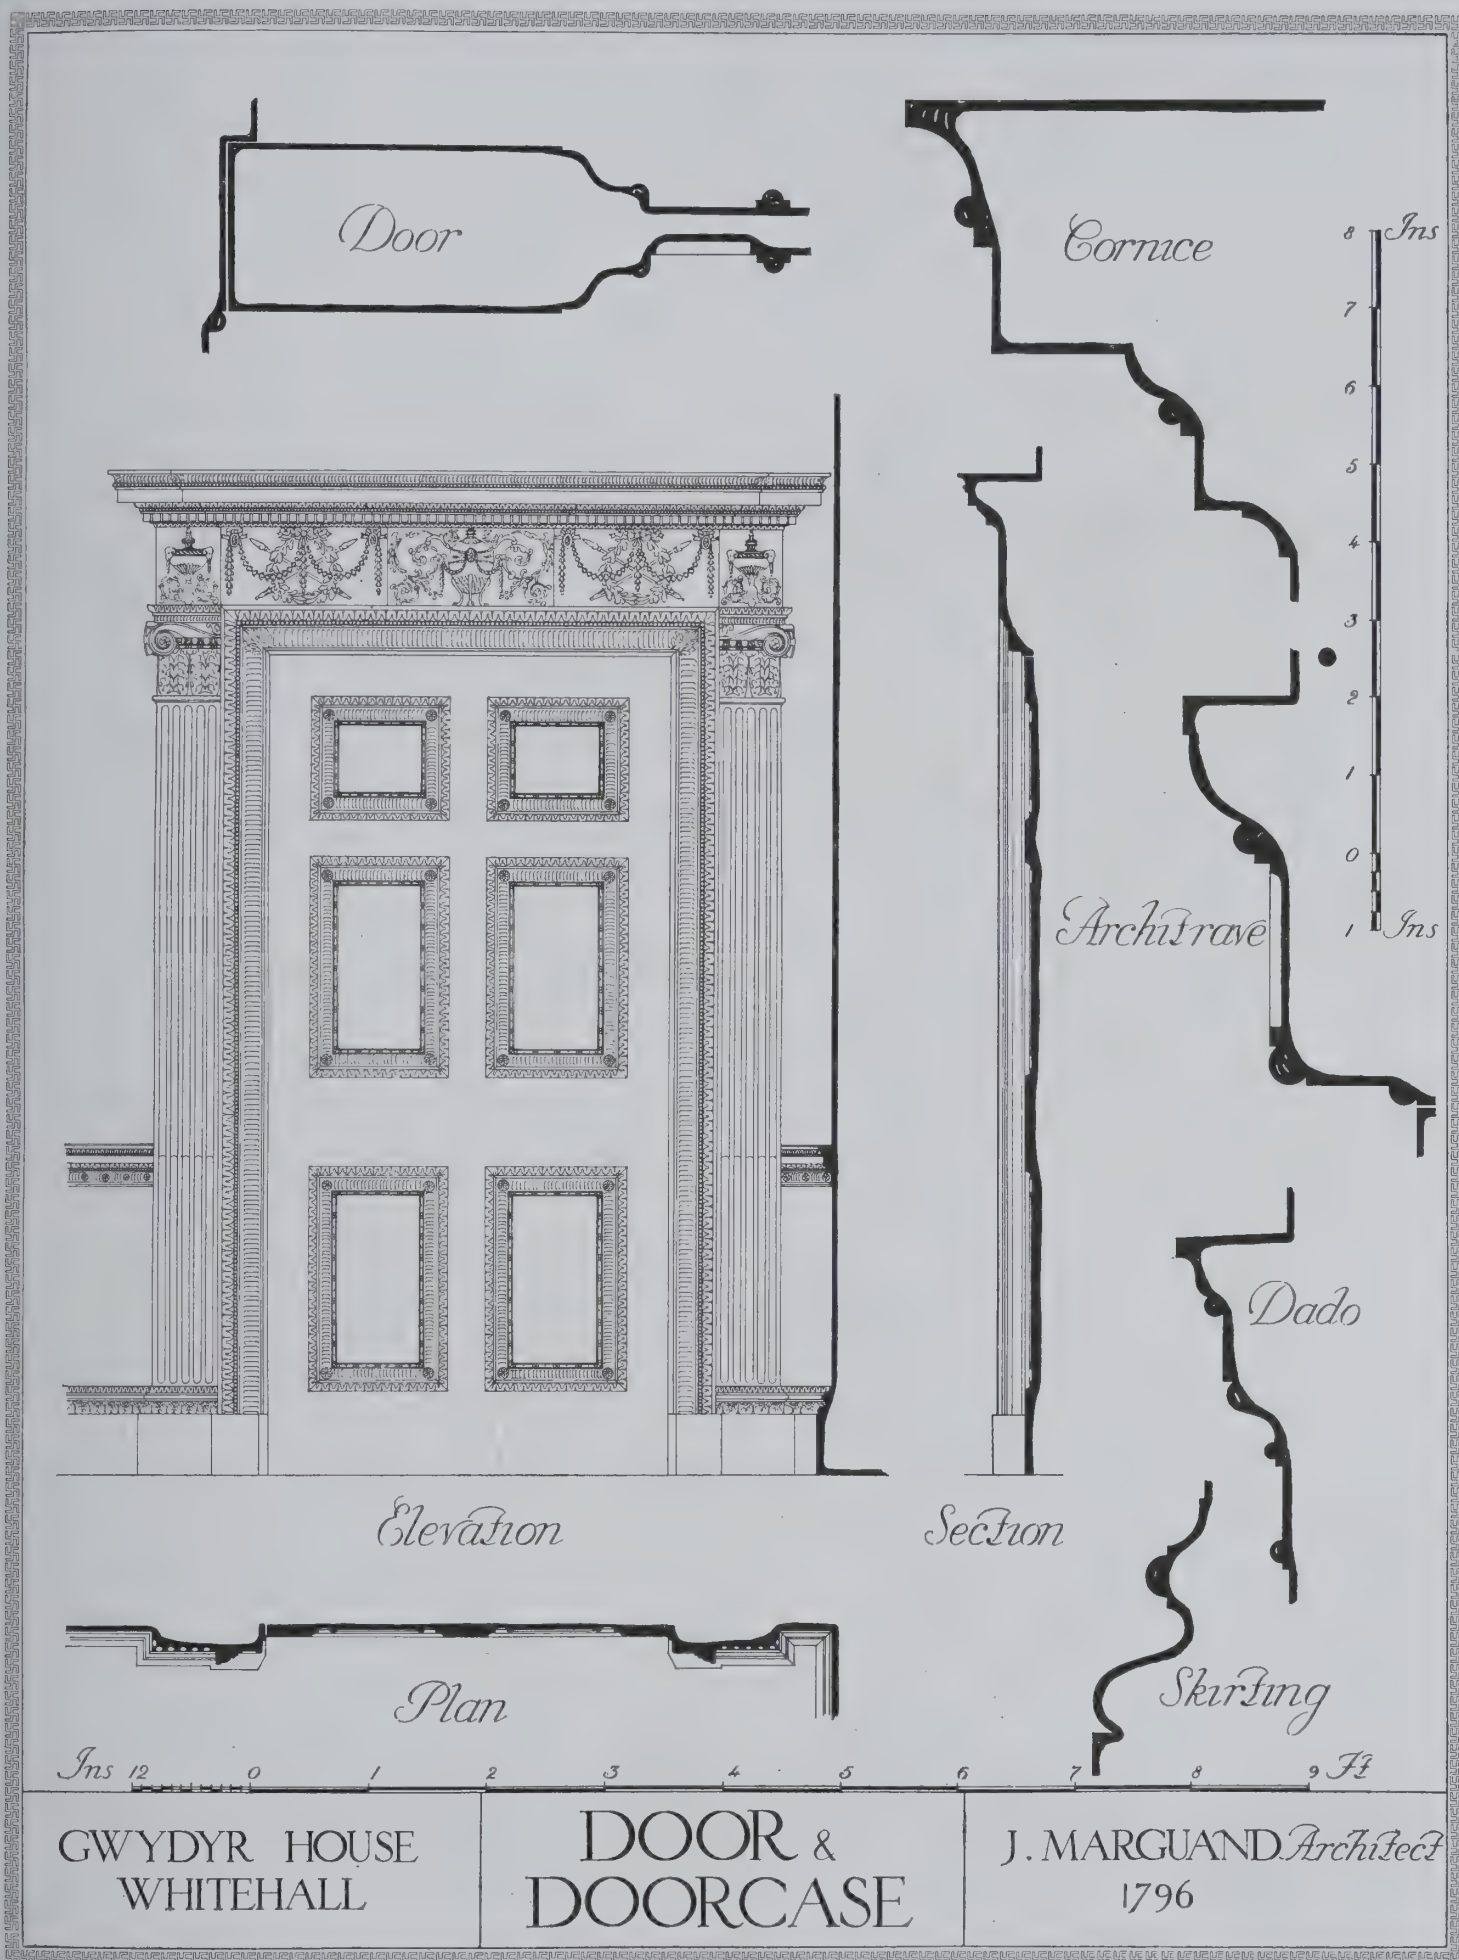 Door
Cornice
8 Ins
7
6
5
4
3
2
1
0
1 Ins
Architrave
Dado
Elevation
Section
Plan
Skirting
Ins 12 0 1 2 3 4 5 6 7 8 9 Ft
GWYDYR HOUSE
WHITEHALL
DOOR &
DOORCASE
J. MARGUAND Architect
1796